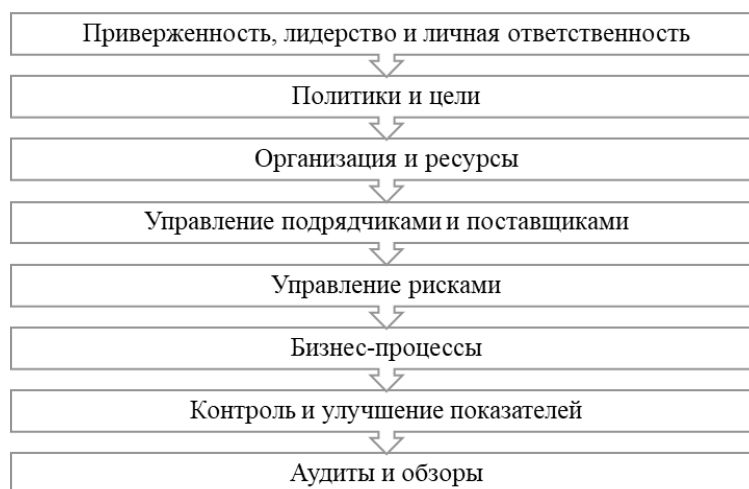 Приверженность, лидерство и личная ответственность
Политики и цели
Организация и ресурсы
Управление подрядчиками и поставщиками
Управление рисками
Бизнес-процессы
Контроль и улучшение показателей
Аудиты и обзоры